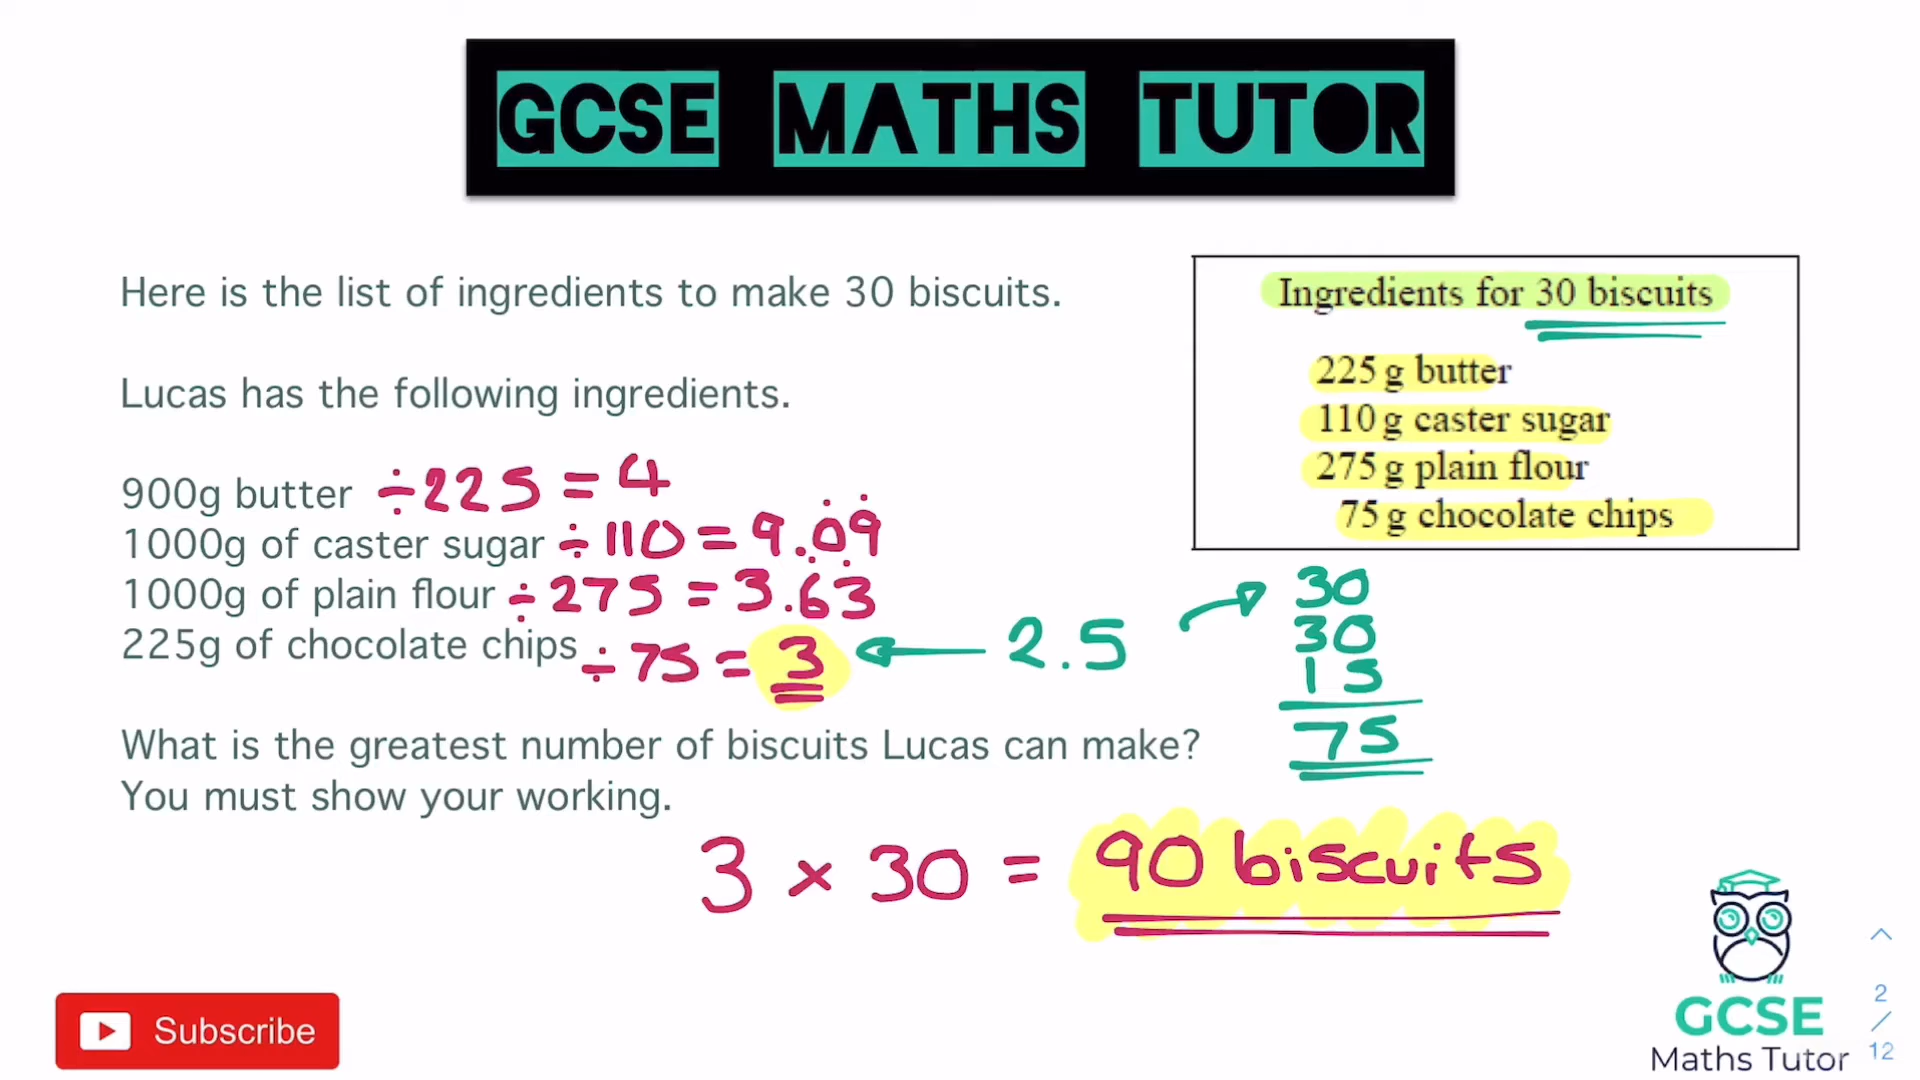 GCSE MATHS TUTOR
Here is the list of ingredients to make 30 biscuits.
Lucas has the following ingredients.
900g butter ÷225 = 4
1000g of caster sugar ÷110 = 9.0̇9̇
1000g of plain flour ÷275 = 3.6̇3̇
225g of chocolate chips ÷75 = 3 ← 2.5
What is the greatest number of biscuits Lucas can make?
You must show your working.
Ingredients for 30 biscuits
225 g butter
110 g caster sugar
275 g plain flour
75 g chocolate chips
30
30
15
75
3 × 30 = 90 biscuits
Subscribe
GCSE
Maths Tutor
2
/
12